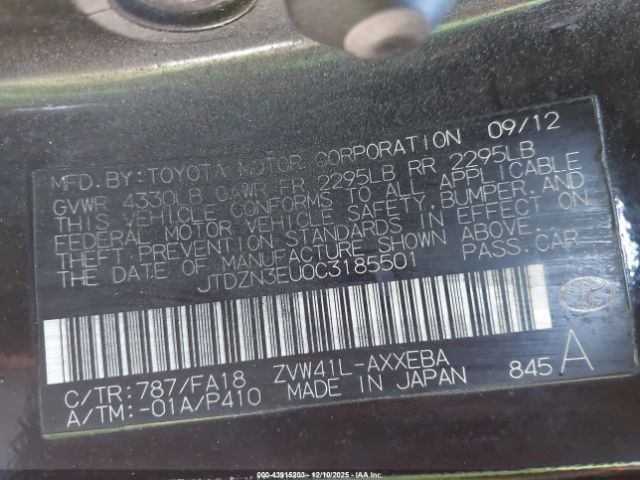 MFD. BY: TOYOTA MOTOR CORPORATION 09/12
GVWR 4330LB GAWR FR 2295LB RR 2295LB
THIS VEHICLE CONFORMS TO ALL APPLICABLE
FEDERAL MOTOR VEHICLE SAFETY, BUMPER, AND
THEFT PREVENTION STANDARDS IN EFFECT ON
THE DATE OF MANUFACTURE SHOWN ABOVE.
JTDZN3EU0C3185501 PASS. CAR
C/TR: 787/FA18 ZVW41L-AXXEBA
A/TM: -01A/P410 MADE IN JAPAN 845 A
000-43915203 - 12/10/2025 - IAAI.com